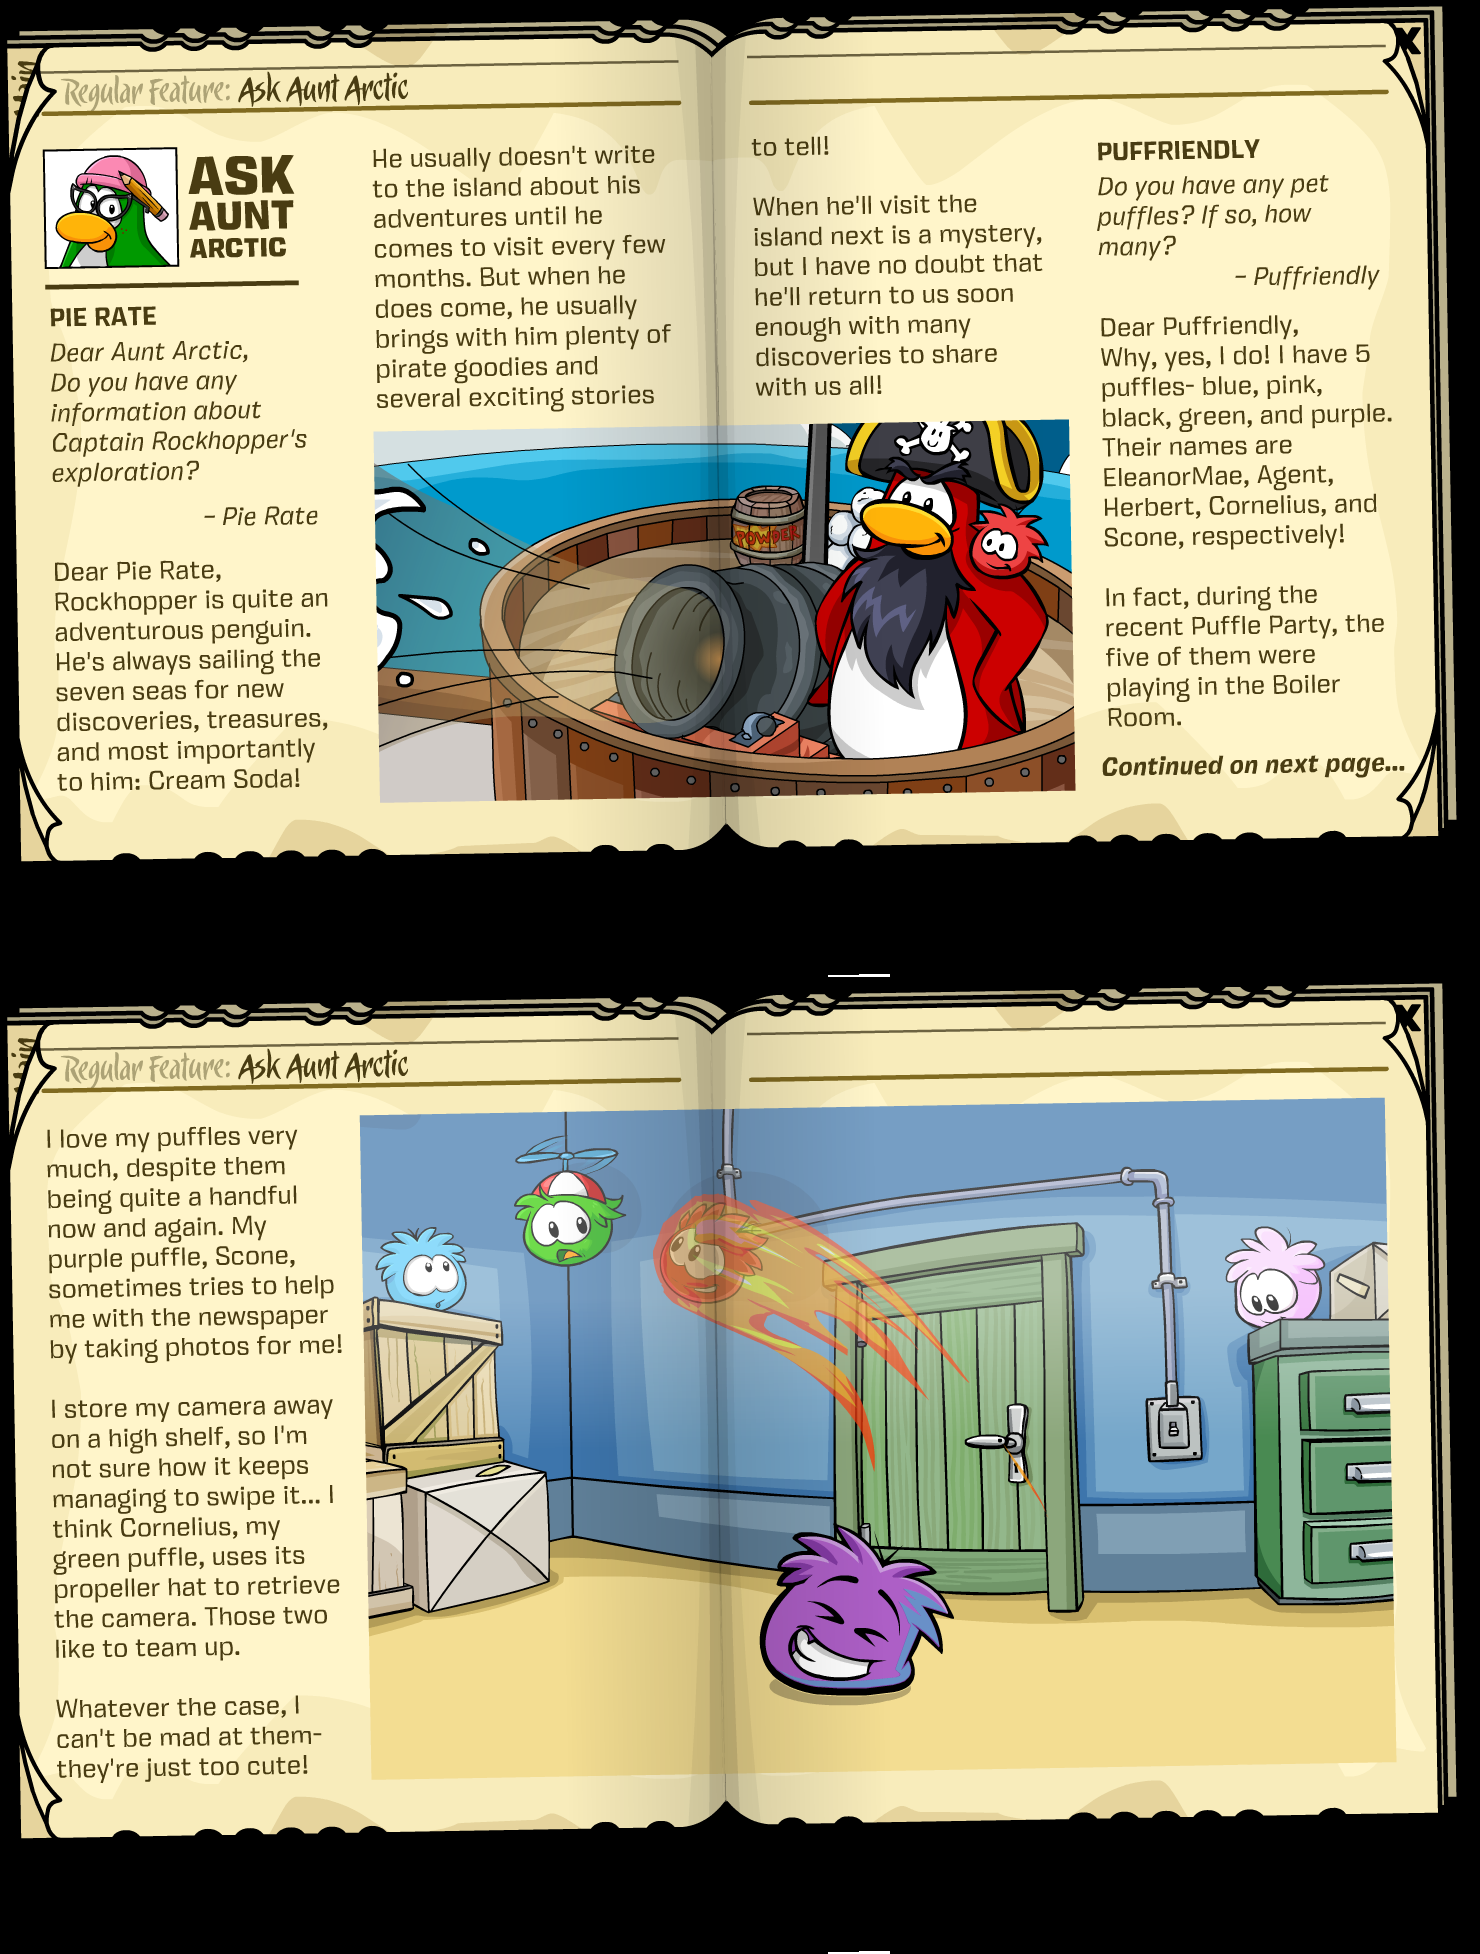 Main
Regular Feature: Ask Aunt Arctic
X
ASK
AUNT
ARCTIC
PIE RATE
Dear Aunt Arctic,
Do you have any
information about
Captain Rockhopper's
exploration?
– Pie Rate
Dear Pie Rate,
Rockhopper is quite an
adventurous penguin.
He's always sailing the
seven seas for new
discoveries, treasures,
and most importantly
to him: Cream Soda!
He usually doesn't write
to the island about his
adventures until he
comes to visit every few
months. But when he
does come, he usually
brings with him plenty of
pirate goodies and
several exciting stories
to tell!
When he'll visit the
island next is a mystery,
but I have no doubt that
he'll return to us soon
enough with many
discoveries to share
with us all!
POWDER
PUFFRIENDLY
Do you have any pet
puffles? If so, how
many?
– Puffriendly
Dear Puffriendly,
Why, yes, I do! I have 5
puffles- blue, pink,
black, green, and purple.
Their names are
EleanorMae, Agent,
Herbert, Cornelius, and
Scone, respectively!
In fact, during the
recent Puffle Party, the
five of them were
playing in the Boiler
Room.
Continued on next page...
Main
Regular Feature: Ask Aunt Arctic
X
I love my puffles very
much, despite them
being quite a handful
now and again. My
purple puffle, Scone,
sometimes tries to help
me with the newspaper
by taking photos for me!
I store my camera away
on a high shelf, so I'm
not sure how it keeps
managing to swipe it... I
think Cornelius, my
green puffle, uses its
propeller hat to retrieve
the camera. Those two
like to team up.
Whatever the case, I
can't be mad at them-
they're just too cute!